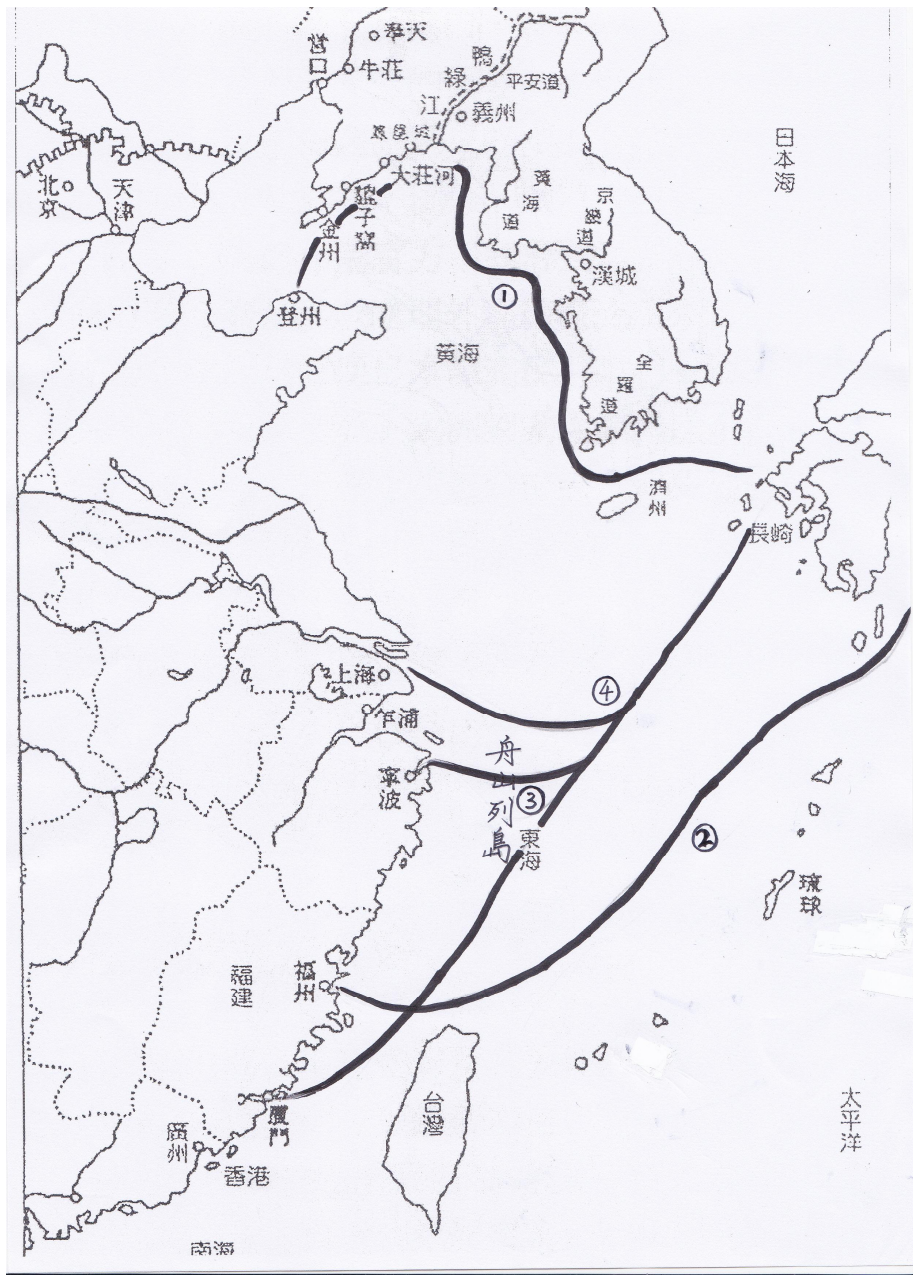 奉天
營口
牛莊
鴨綠江
平安道
義州
日本海
北京
天津
大莊河
貔子窩
金州
黃海道
京畿道
漢城
①
登州
黃海
全羅道
濟州
長崎
上海
④
乍浦
舟山列島
寧波
③
東海
②
琉球
福州
福建
台灣
太平洋
廈門
廣州
香港
南海